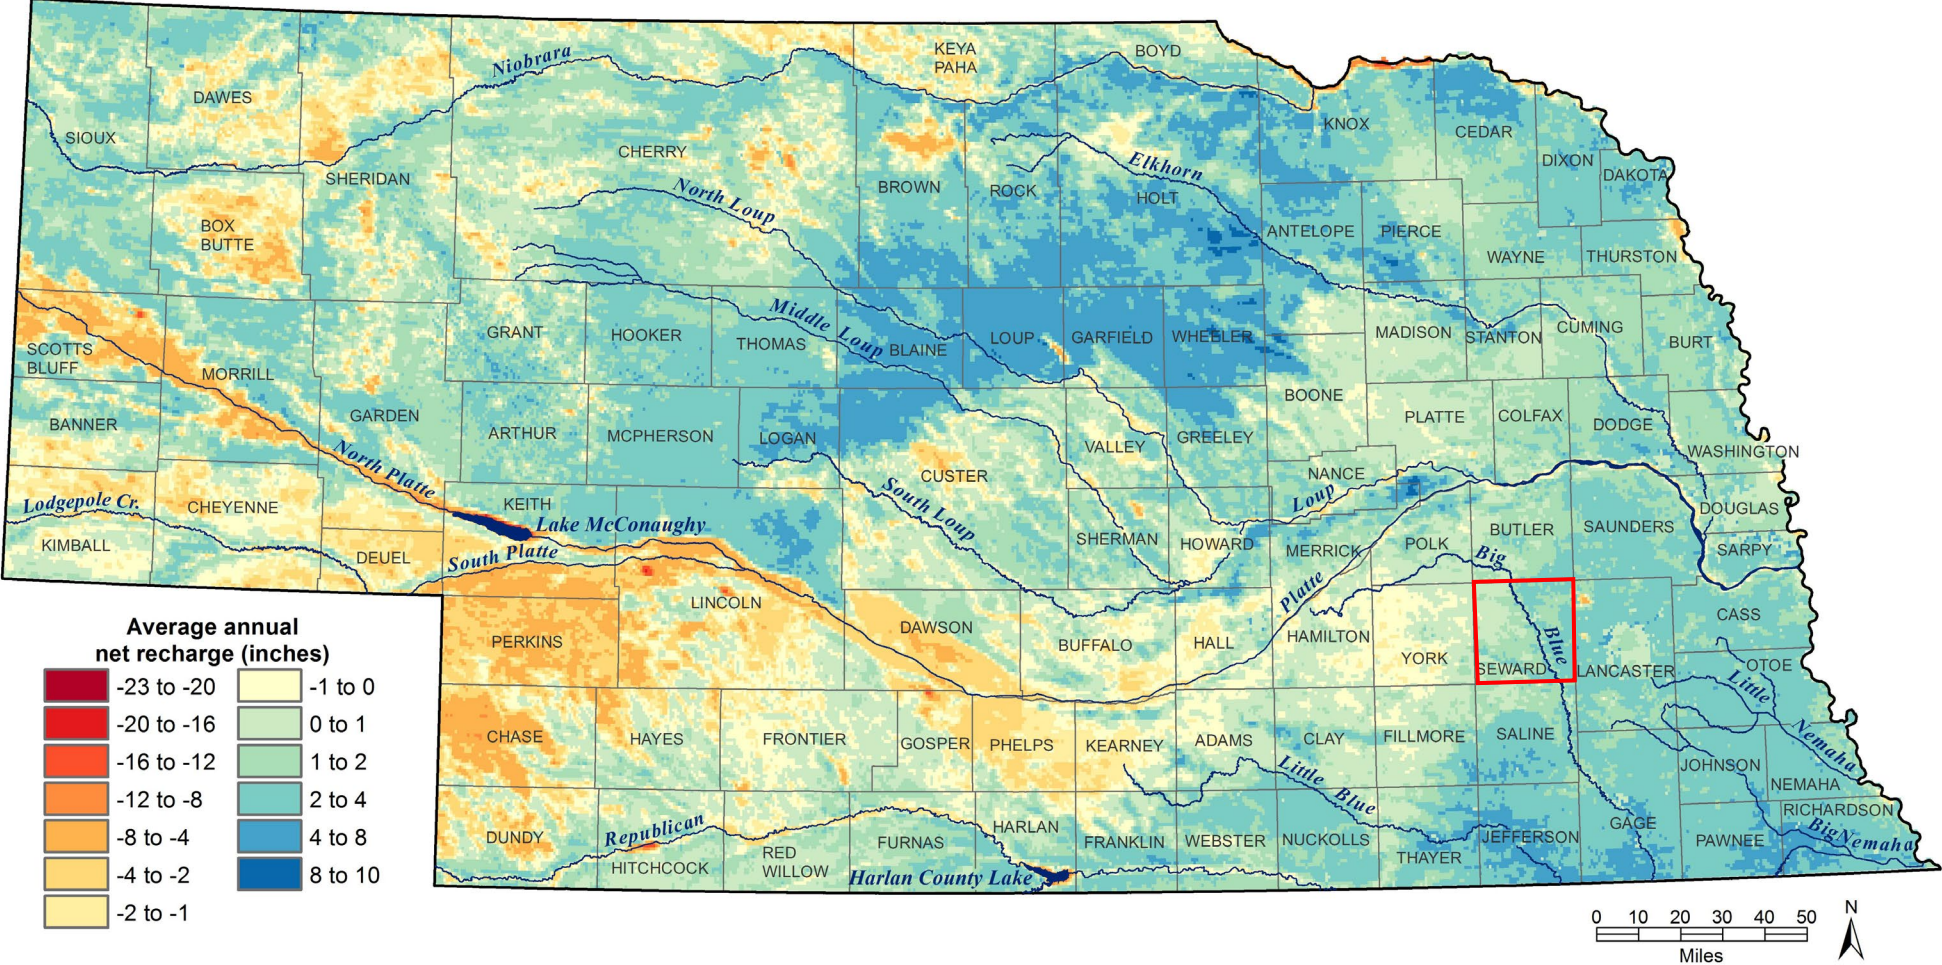 Niobrara
KEYA
PAHA
BOYD
DAWES
SIOUX
SHERIDAN
CHERRY
North Loup
BROWN
ROCK
Elkhorn
HOLT
KNOX
CEDAR
DIXON
DAKOTA
BOX
BUTTE
ANTELOPE
PIERCE
WAYNE
THURSTON
SCOTTS
BLUFF
MORRILL
GRANT
HOOKER
THOMAS
Middle Loup
BLAINE
LOUP
GARFIELD
WHEELER
MADISON
STANTON
CUMING
BURT
BANNER
GARDEN
ARTHUR
MCPHERSON
LOGAN
CUSTER
VALLEY
GREELEY
BOONE
PLATTE
COLFAX
DODGE
WASHINGTON
North Platte
Lodgepole Cr.
CHEYENNE
KEITH
Lake McConaughy
South Loup
NANCE
Loup
DOUGLAS
KIMBALL
DEUEL
South Platte
SHERMAN
HOWARD
MERRICK
POLK
BUTLER
SAUNDERS
SARPY
Big
Blue
Platte
PERKINS
LINCOLN
DAWSON
BUFFALO
HALL
HAMILTON
YORK
SEWARD
LANCASTER
CASS
OTOE
Little
Nemaha
CHASE
HAYES
FRONTIER
GOSPER
PHELPS
KEARNEY
ADAMS
CLAY
FILLMORE
SALINE
JOHNSON
NEMAHA
RICHARDSON
Little
Blue
DUNDY
Republican
HITCHCOCK
RED
WILLOW
FURNAS
HARLAN
Harlan County Lake
FRANKLIN
WEBSTER
NUCKOLLS
THAYER
JEFFERSON
GAGE
PAWNEE
Big Nemaha
Average annual
net recharge (inches)
-23 to -20
-20 to -16
-16 to -12
-12 to -8
-8 to -4
-4 to -2
-2 to -1
-1 to 0
0 to 1
1 to 2
2 to 4
4 to 8
8 to 10
N
0 10 20 30 40 50
Miles